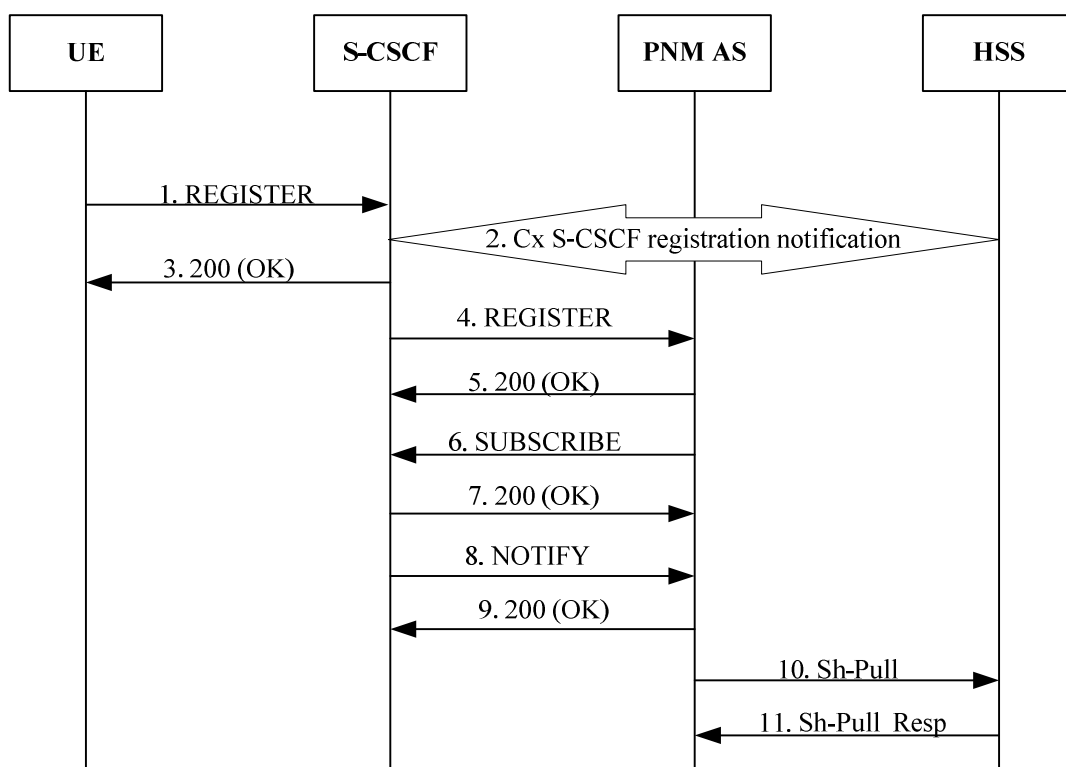 UE
S-CSCF
PNM AS
HSS
1. REGISTER
2. Cx S-CSCF registration notification
3. 200 (OK)
4. REGISTER
5. 200 (OK)
6. SUBSCRIBE
7. 200 (OK)
8. NOTIFY
9. 200 (OK)
10. Sh-Pull
11. Sh-Pull Resp